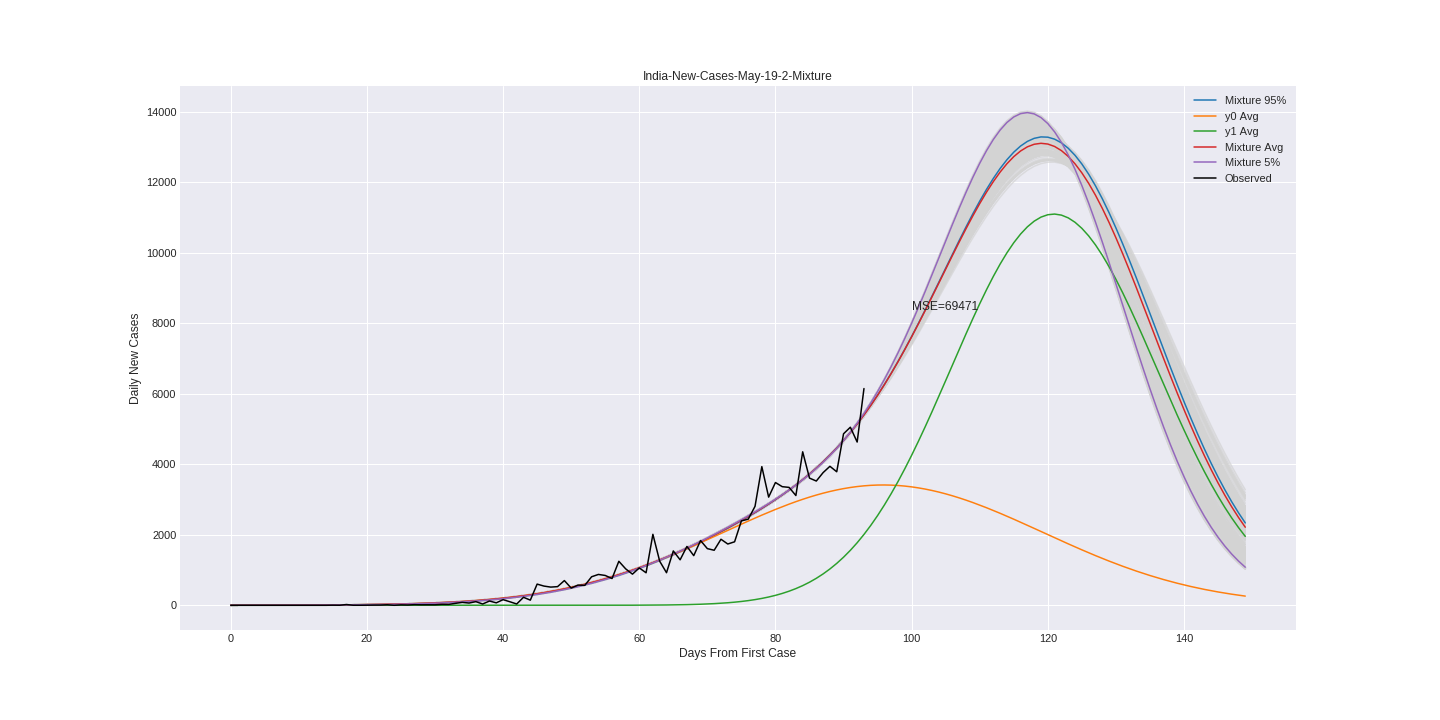 India-New-Cases-May-19-2-Mixture
Mixture 95%
y0 Avg
y1 Avg
Mixture Avg
Mixture 5%
Observed
MSE=69471
Daily New Cases
14000
12000
10000
8000
6000
4000
2000
0
0 20 40 60 80 100 120 140
Days From First Case